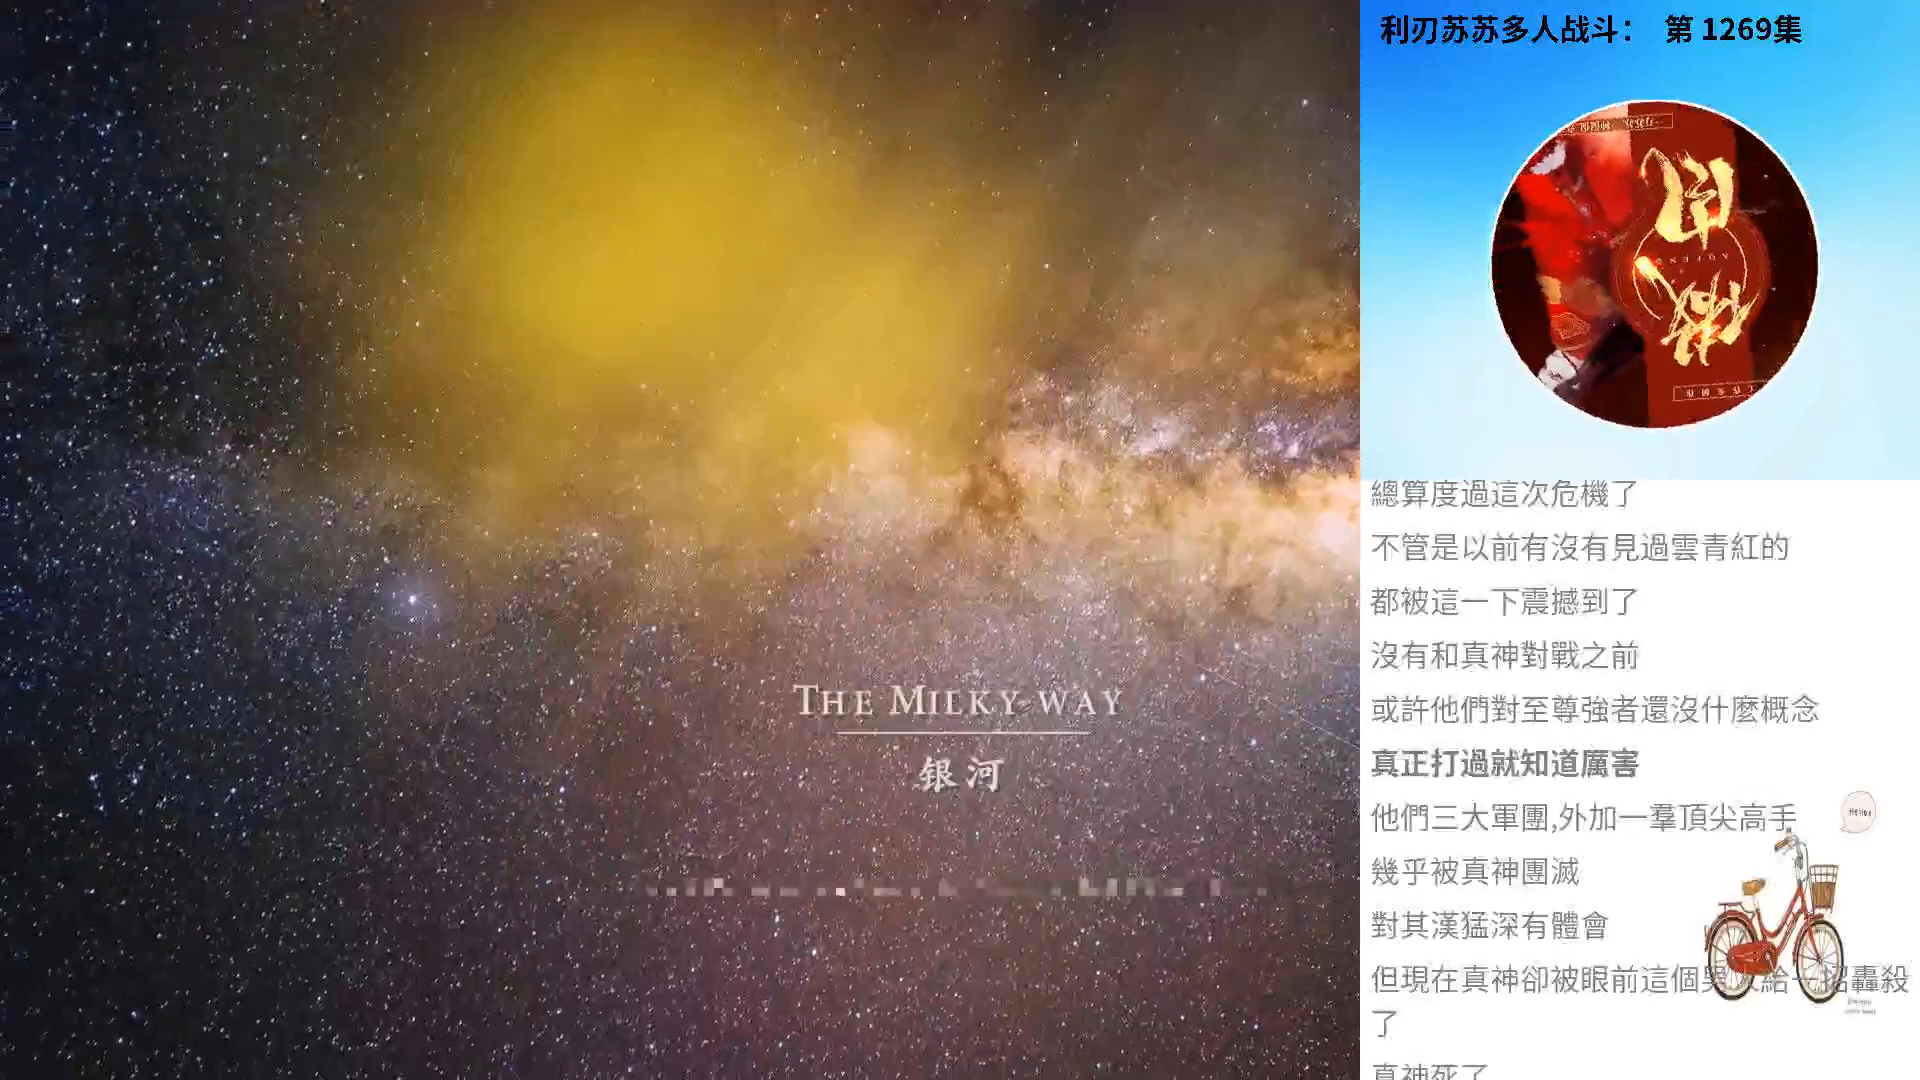 利刃苏苏多人战斗： 第 1269集
THE MILKY WAY
银河
總算度過這次危機了
不管是以前有沒有見過雲青紅的
都被這一下震撼到了
沒有和真神對戰之前
或許他們對至尊強者還沒什麼概念
真正打過就知道厲害
他們三大軍團,外加一羣頂尖高手
幾乎被真神團滅
對其漢猛深有體會
但現在真神卻被眼前這個男人給一招轟殺
了
真神死了
Hello!